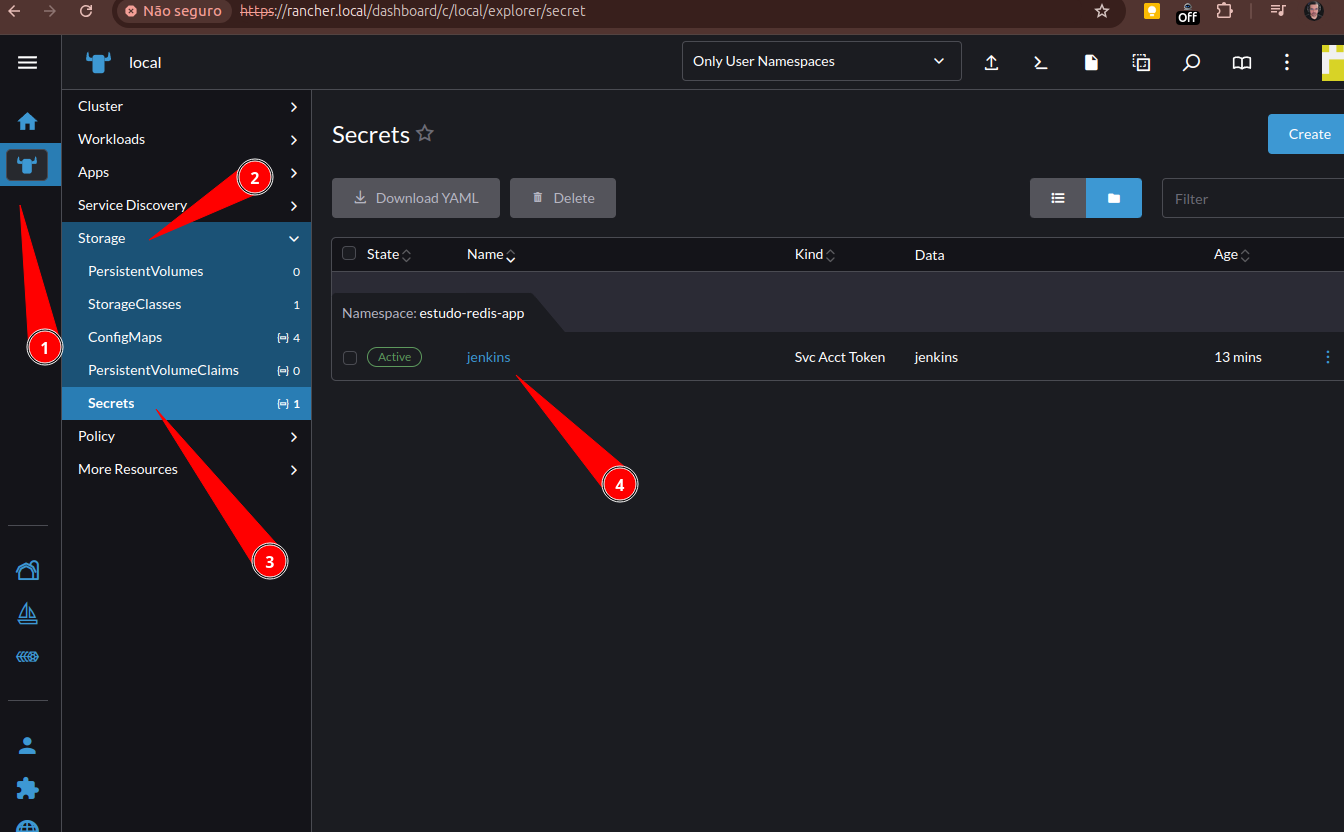 Não seguro https://rancher.local/dashboard/c/local/explorer/secret
Off
local
Only User Namespaces
Cluster
Workloads
Apps
Service Discovery
Storage
PersistentVolumes 0
StorageClasses 1
ConfigMaps 4
PersistentVolumeClaims 0
Secrets 1
Policy
More Resources
1
2
3
Secrets
Create
Download YAML
Delete
Filter
State Name Kind Data Age
Namespace: estudo-redis-app
Active jenkins Svc Acct Token jenkins 13 mins
4